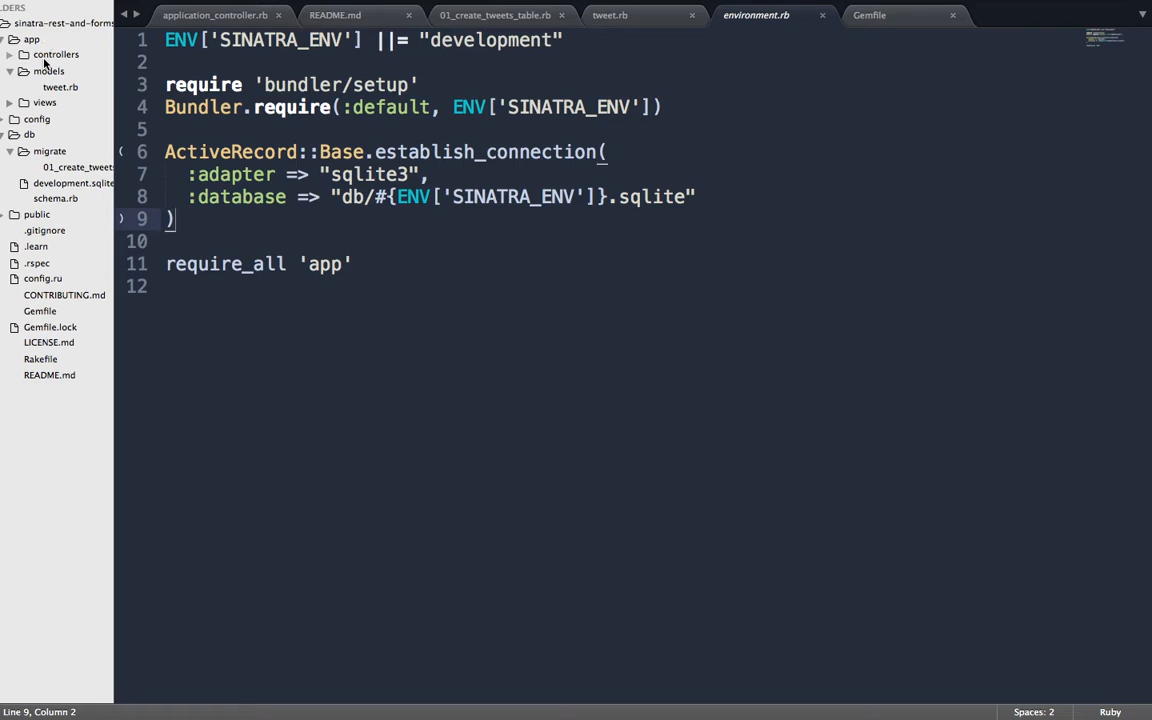 LDERS
sinatra-rest-and-forms
app
controllers
models
tweet.rb
views
config
db
migrate
01_create_tweets
development.sqlite
schema.rb
public
.gitignore
.learn
.rspec
config.ru
CONTRIBUTING.md
Gemfile
Gemfile.lock
LICENSE.md
Rakefile
README.md
application_controller.rb × README.md × 01_create_tweets_table.rb × tweet.rb × environment.rb × Gemfile ×
1 ENV['SINATRA_ENV'] ||= "development"
2
3 require 'bundler/setup'
4 Bundler.require(:default, ENV['SINATRA_ENV'])
5
6 ActiveRecord::Base.establish_connection(
7 :adapter => "sqlite3",
8 :database => "db/#{ENV['SINATRA_ENV']}.sqlite"
9 )
10
11 require_all 'app'
12
Line 9, Column 2 Spaces: 2 Ruby